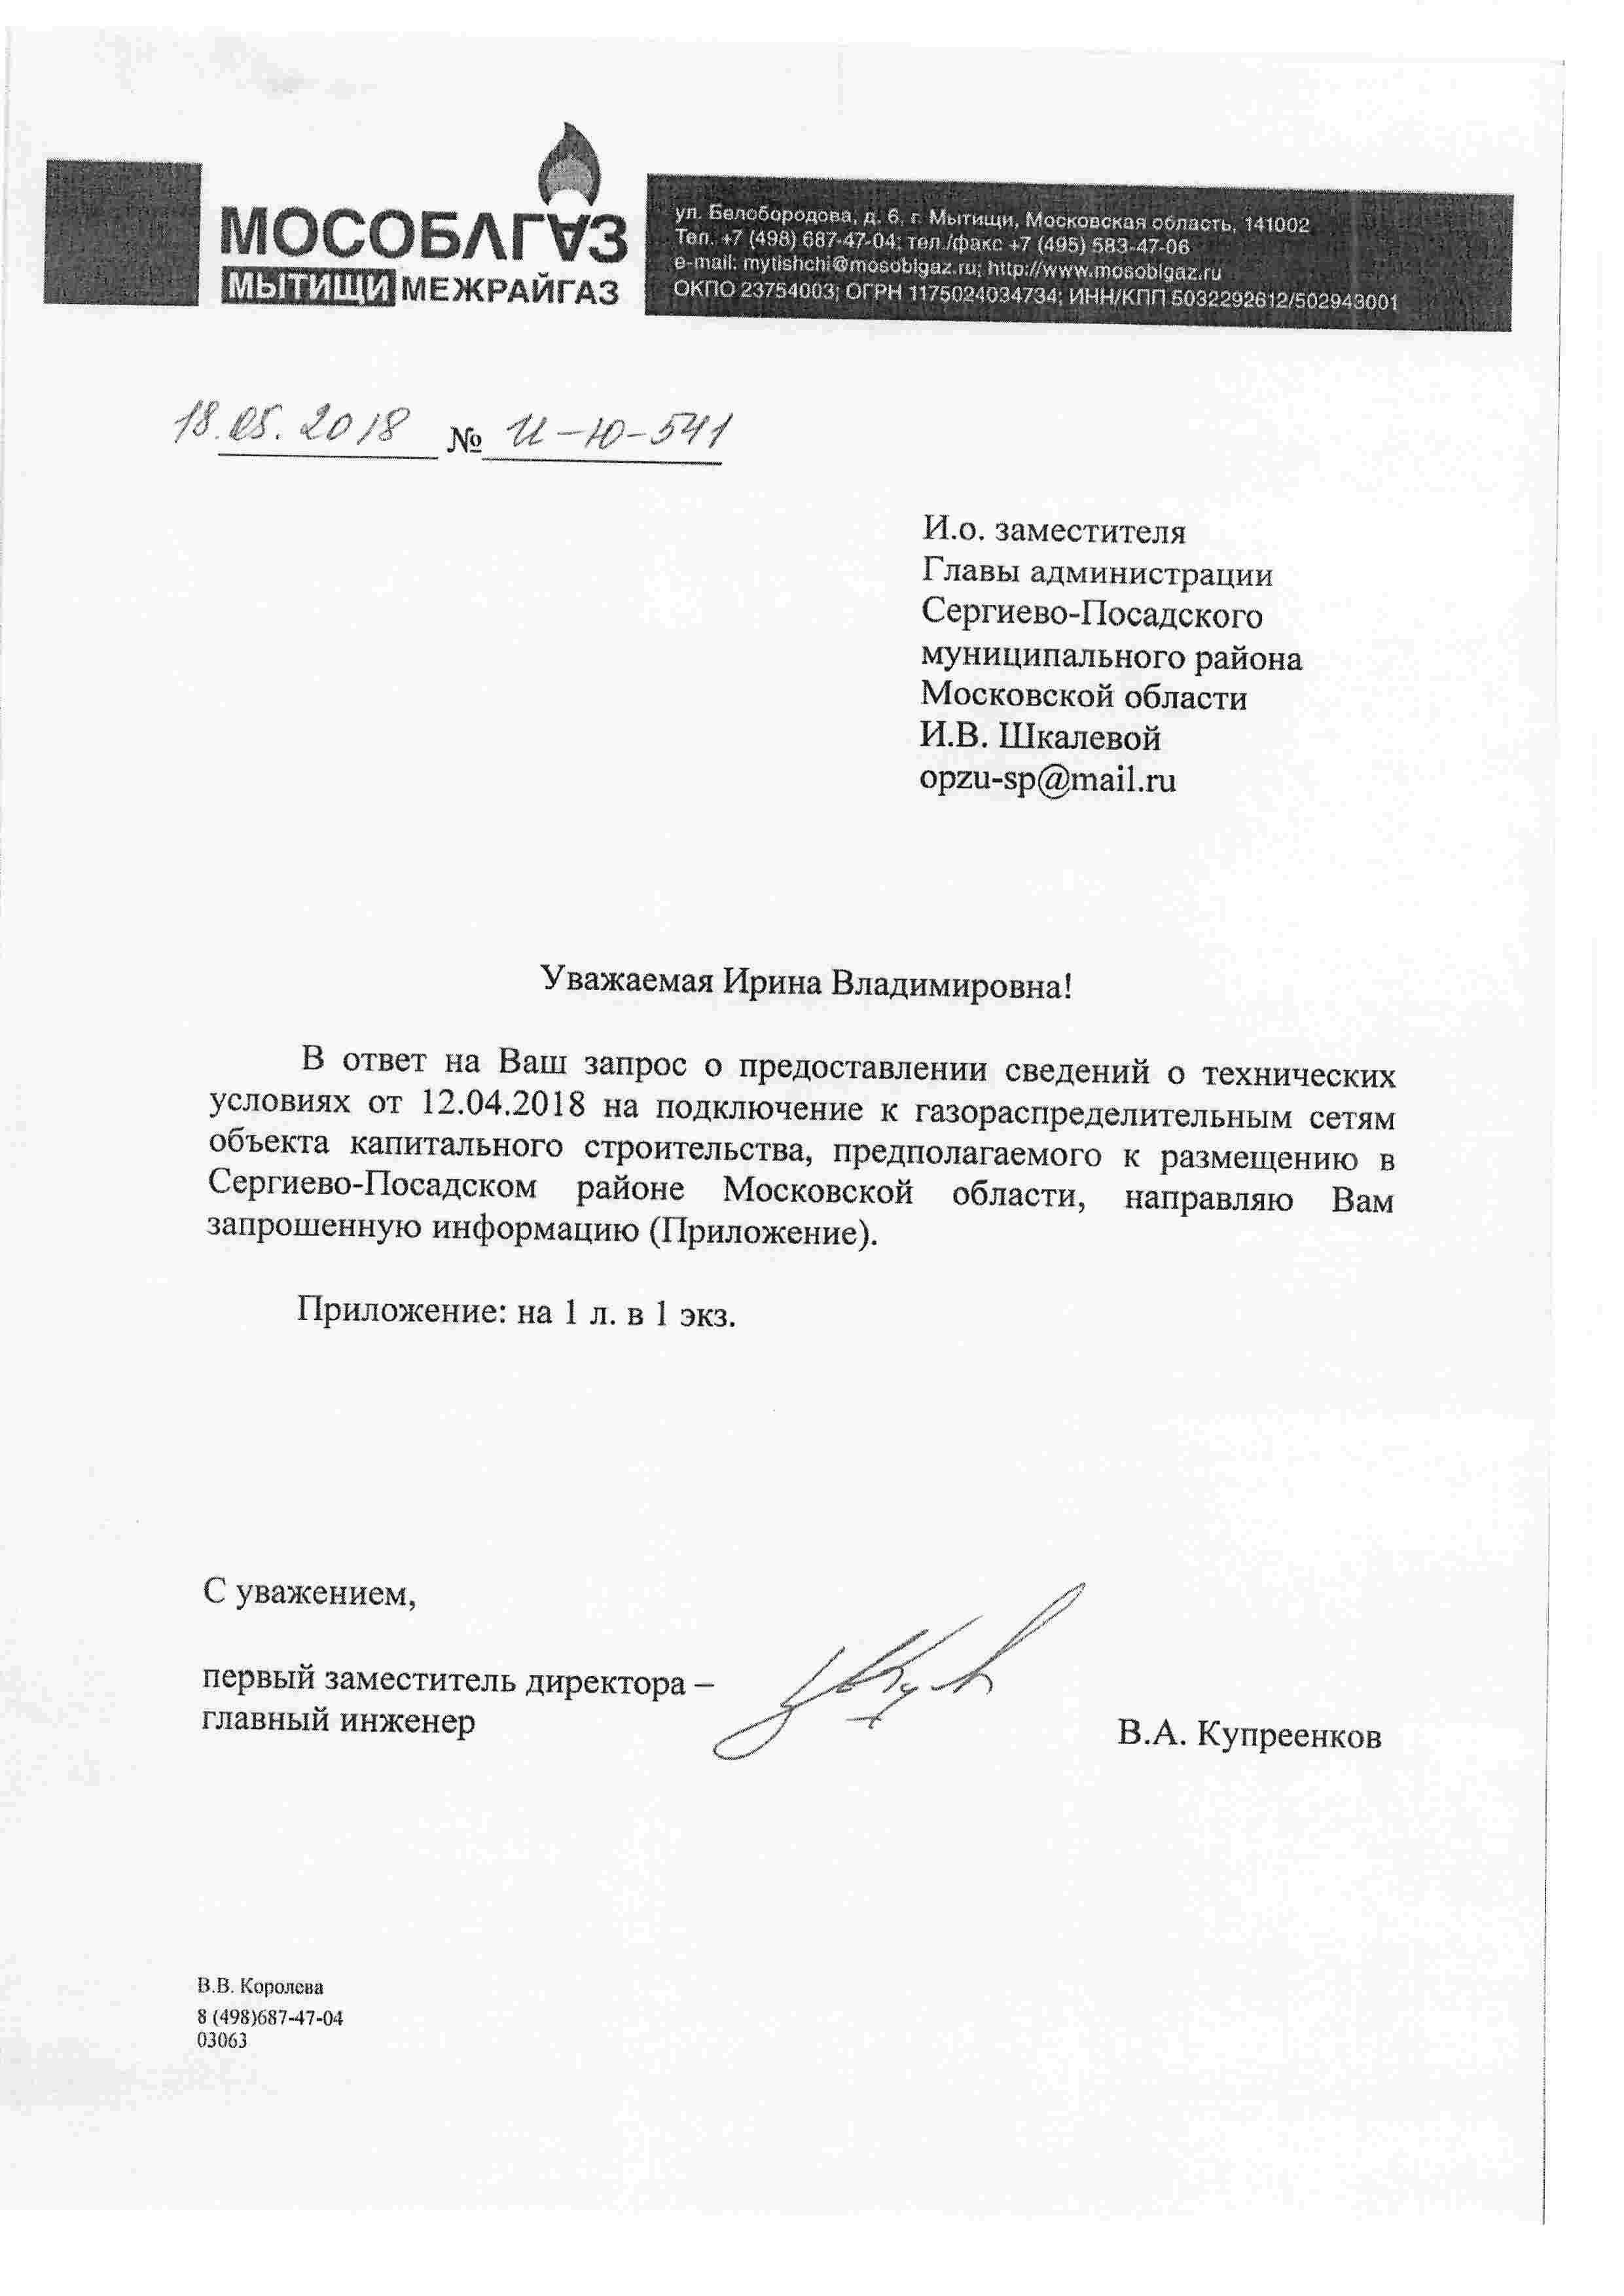 МОСОБЛГАЗ
МЫТИЩИ МЕЖРАЙГАЗ
ул. Белобородова, д. 6, г. Мытищи, Московская область, 141002
Тел. +7 (498) 687-47-04; тел./факс +7 (495) 583-47-06
e-mail: mytishchi@mosoblgaz.ru; http://www.mosoblgaz.ru
ОКПО 23754003; ОГРН 1175024034734; ИНН/КПП 5032292612/502943001
18.05.2018 № И-Ю-541
И.о. заместителя
Главы администрации
Сергиево-Посадского
муниципального района
Московской области
И.В. Шкалевой
opzu-sp@mail.ru
Уважаемая Ирина Владимировна!
В ответ на Ваш запрос о предоставлении сведений о технических
условиях от 12.04.2018 на подключение к газораспределительным сетям
объекта капитального строительства, предполагаемого к размещению в
Сергиево-Посадском районе Московской области, направляю Вам
запрошенную информацию (Приложение).
Приложение: на 1 л. в 1 экз.
С уважением,
первый заместитель директора –
главный инженер
В.А. Купреенков
В.В. Королева
8 (498)687-47-04
03063